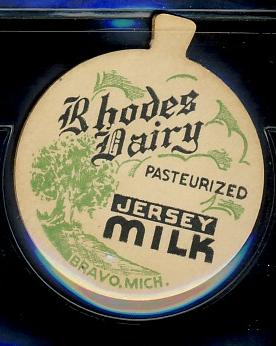 Rhodes
Dairy
PASTEURIZED
JERSEY
MILK
BRAVO, MICH.